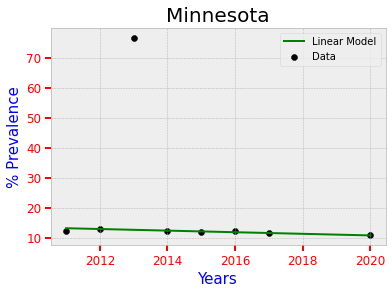 Minnesota
Linear Model
Data
% Prevalence
70
60
50
40
30
20
10
2012
2014
2016
2018
2020
Years